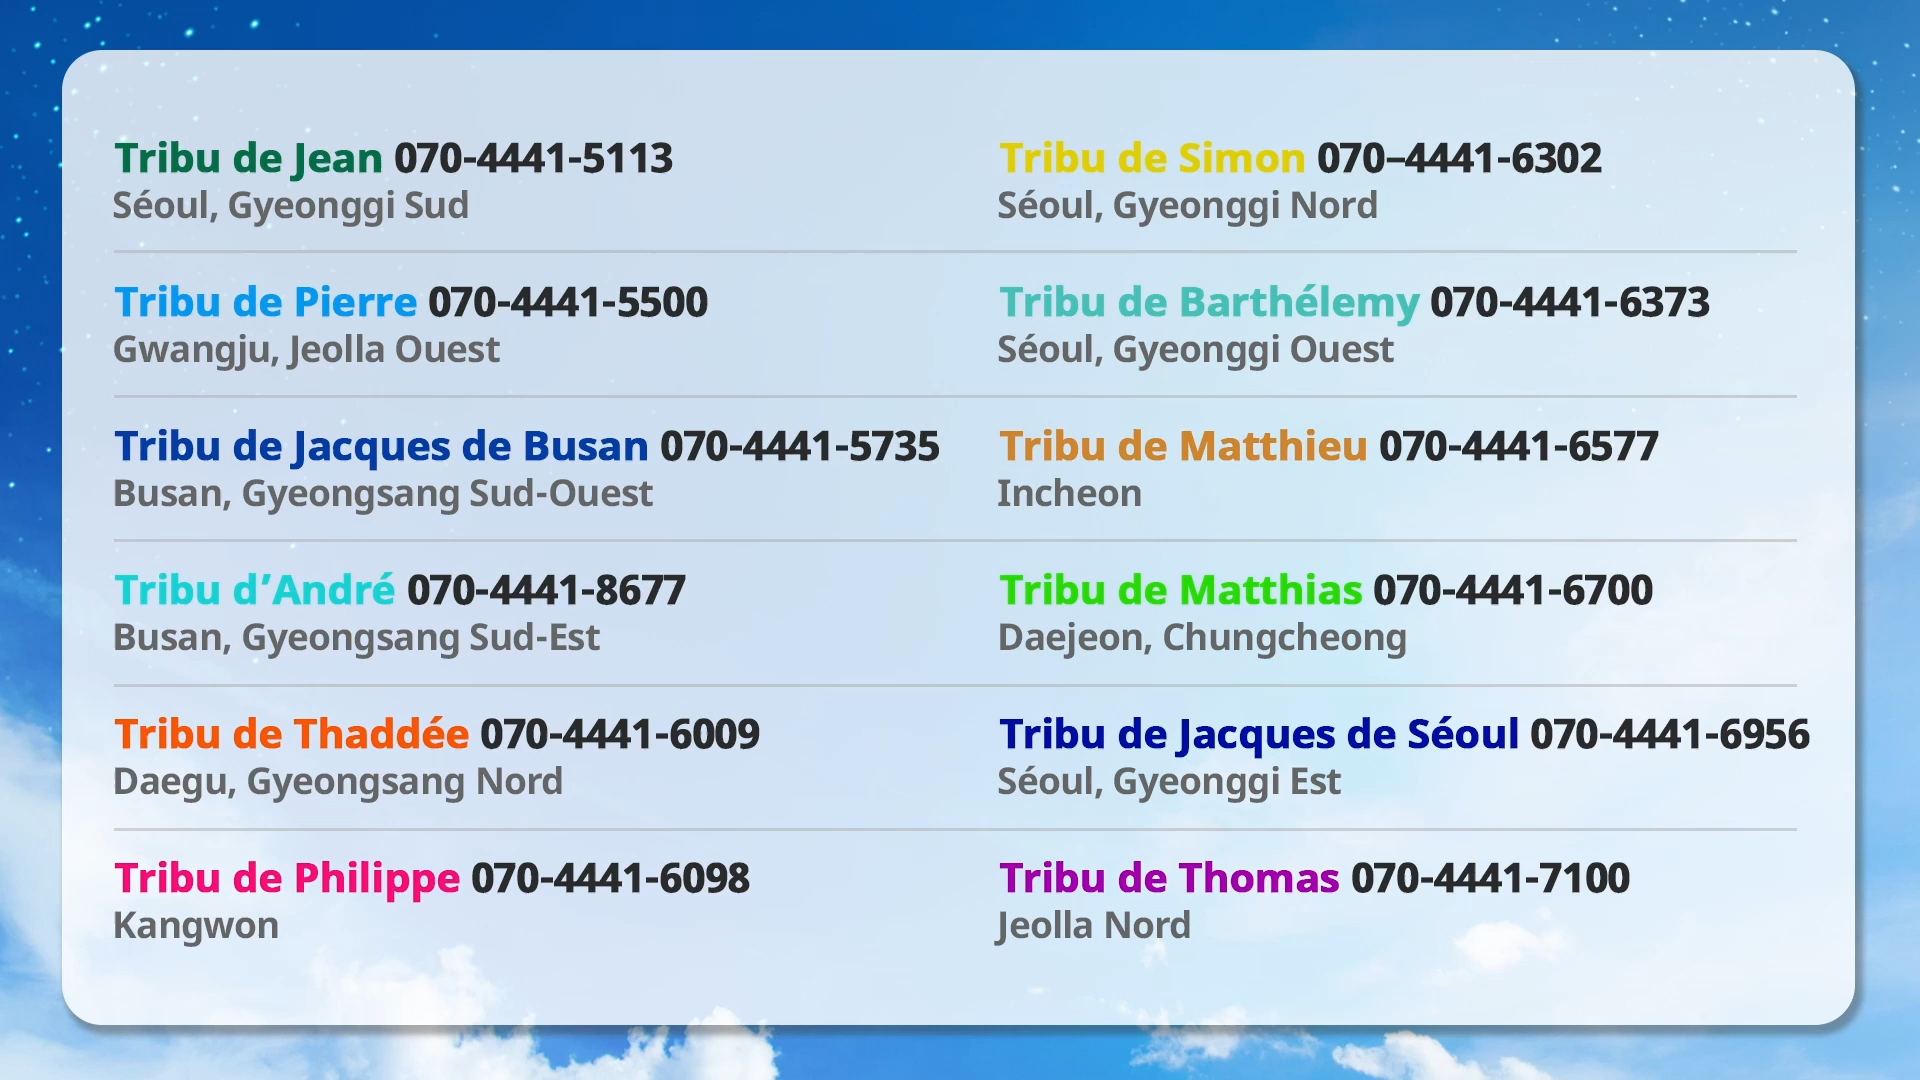 Tribu de Jean 070-4441-5113
Séoul, Gyeonggi Sud
Tribu de Simon 070–4441-6302
Séoul, Gyeonggi Nord
Tribu de Pierre 070-4441-5500
Gwangju, Jeolla Ouest
Tribu de Barthélemy 070-4441-6373
Séoul, Gyeonggi Ouest
Tribu de Jacques de Busan 070-4441-5735
Busan, Gyeongsang Sud-Ouest
Tribu de Matthieu 070-4441-6577
Incheon
Tribu d’André 070-4441-8677
Busan, Gyeongsang Sud-Est
Tribu de Matthias 070-4441-6700
Daejeon, Chungcheong
Tribu de Thaddée 070-4441-6009
Daegu, Gyeongsang Nord
Tribu de Jacques de Séoul 070-4441-6956
Séoul, Gyeonggi Est
Tribu de Philippe 070-4441-6098
Kangwon
Tribu de Thomas 070-4441-7100
Jeolla Nord